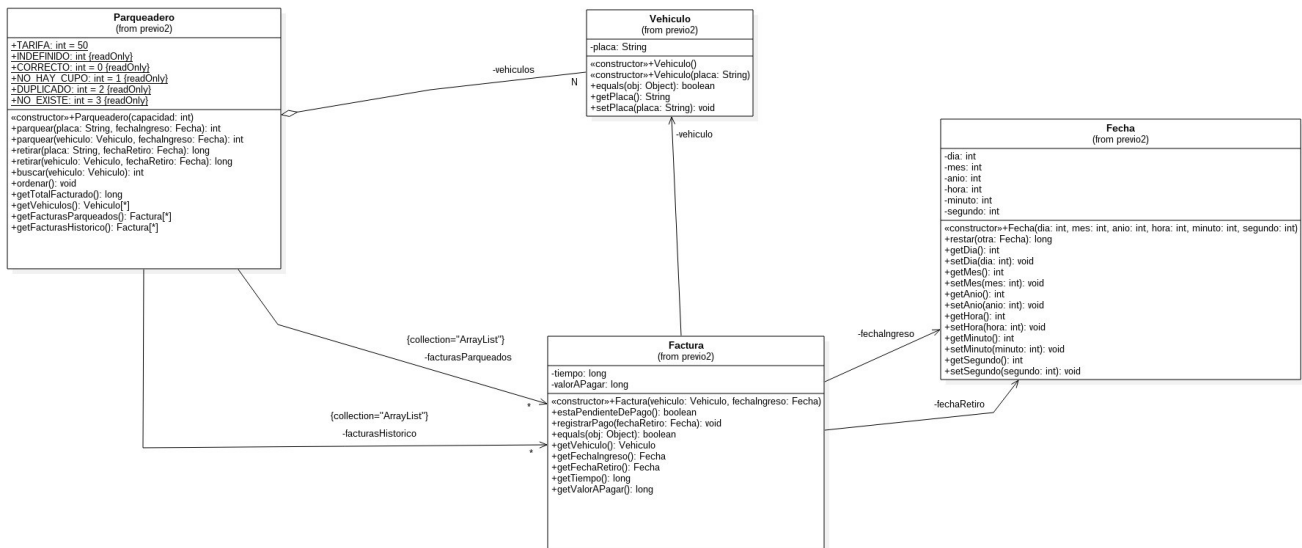 Parqueadero
(from previo2)
+TARIFA: int = 50
+INDEFINIDO: int {readOnly}
+CORRECTO: int = 0 {readOnly}
+NO_HAY_CUPO: int = 1 {readOnly}
+DUPLICADO: int = 2 {readOnly}
+NO_EXISTE: int = 3 {readOnly}
«constructor»+Parqueadero(capacidad: int)
+parquear(placa: String, fechaIngreso: Fecha): int
+parquear(vehiculo: Vehiculo, fechaIngreso: Fecha): int
+retirar(placa: String, fechaRetiro: Fecha): long
+retirar(vehiculo: Vehiculo, fechaRetiro: Fecha): long
+buscar(vehiculo: Vehiculo): int
+ordenar(): void
+getTotalFacturado(): long
+getVehiculos(): Vehiculo[*]
+getFacturasParqueados(): Factura[*]
+getFacturasHistorico(): Factura[*]
-vehiculos
N
Vehiculo
(from previo2)
-placa: String
«constructor»+Vehiculo()
«constructor»+Vehiculo(placa: String)
+equals(obj: Object): boolean
+getPlaca(): String
+setPlaca(placa: String): void
-vehiculo
Fecha
(from previo2)
-dia: int
-mes: int
-anio: int
-hora: int
-minuto: int
-segundo: int
«constructor»+Fecha(dia: int, mes: int, anio: int, hora: int, minuto: int, segundo: int)
+restar(otra: Fecha): long
+getDia(): int
+setDia(dia: int): void
+getMes(): int
+setMes(mes: int): void
+getAnio(): int
+setAnio(anio: int): void
+getHora(): int
+setHora(hora: int): void
+getMinuto(): int
+setMinuto(minuto: int): void
+getSegundo(): int
+setSegundo(segundo: int): void
{collection="ArrayList"}
-facturasParqueados
*
{collection="ArrayList"}
-facturasHistorico
*
Factura
(from previo2)
-tiempo: long
-valorAPagar: long
«constructor»+Factura(vehiculo: Vehiculo, fechaIngreso: Fecha)
+estaPendienteDePago(): boolean
+registrarPago(fechaRetiro: Fecha): void
+equals(obj: Object): boolean
+getVehiculo(): Vehiculo
+getFechaIngreso(): Fecha
+getFechaRetiro(): Fecha
+getTiempo(): long
+getValorAPagar(): long
-fechaIngreso
-fechaRetiro